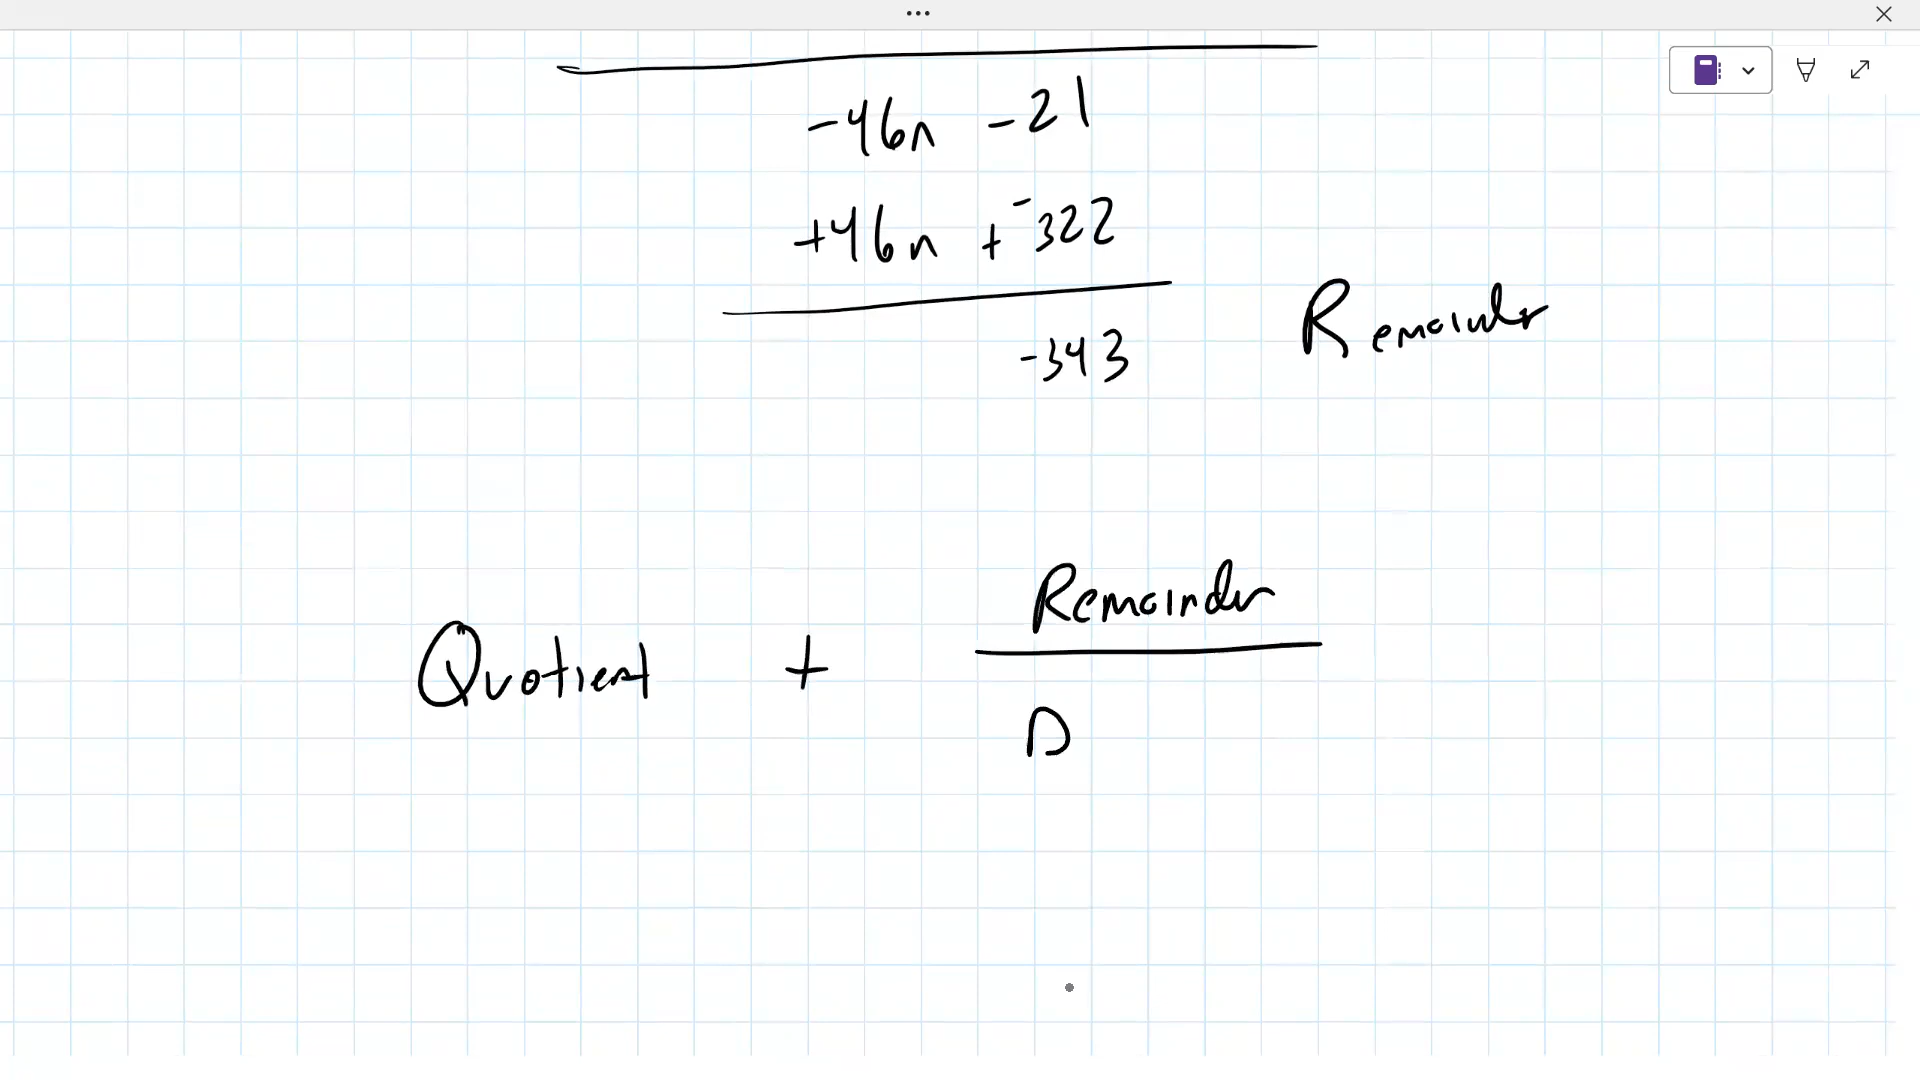 -46n -21
+46n + -322
-343
Remainder
Quotient + Remainder
D